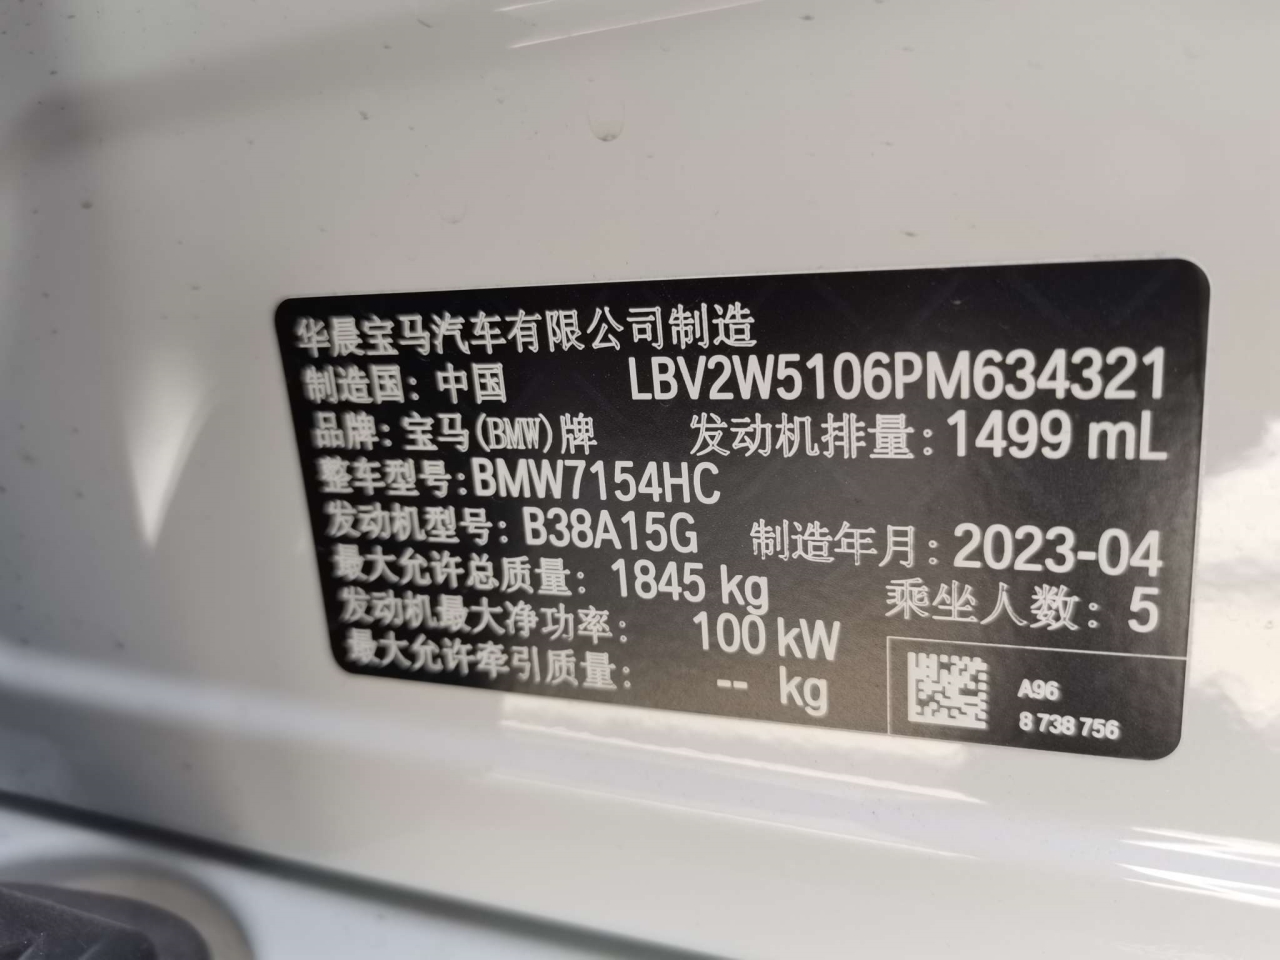 华晨宝马汽车有限公司制造
制造国：中国 LBV2W5106PM634321
品牌：宝马(BMW)牌 发动机排量：1499 mL
整车型号：BMW7154HC
发动机型号：B38A15G 制造年月：2023-04
最大允许总质量：1845 kg 乘坐人数：5
发动机最大净功率：100 kW
最大允许牵引质量：-- kg
A96
8 738 756